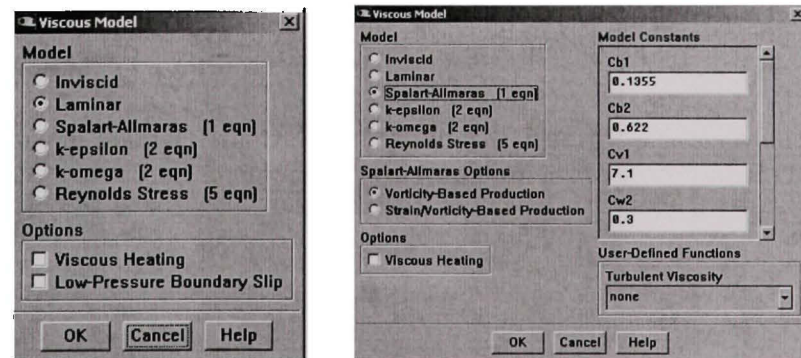 Viscous Model
Model
Inviscid
Laminar
Spalart-Allmaras (1 eqn)
k-epsilon (2 eqn)
k-omega (2 eqn)
Reynolds Stress (5 eqn)
Options
Viscous Heating
Low-Pressure Boundary Slip
OK Cancel Help
Viscous Model
Model
Inviscid
Laminar
Spalart-Allmaras (1 eqn)
k-epsilon (2 eqn)
k-omega (2 eqn)
Reynolds Stress (5 eqn)
Spalart-Allmaras Options
Vorticity-Based Production
Strain/Vorticity-Based Production
Options
Viscous Heating
Model Constants
Cb1
0.1355
Cb2
0.622
Cv1
7.1
Cw2
0.3
User-Defined Functions
Turbulent Viscosity
none
OK Cancel Help